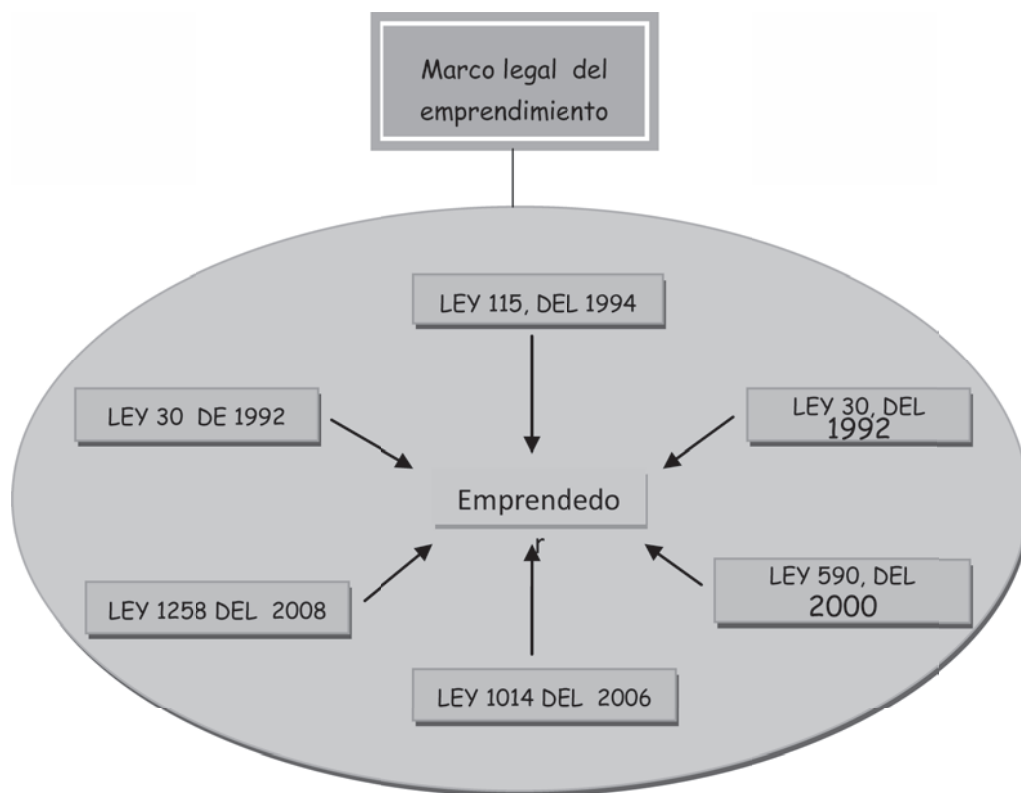 Marco legal del
emprendimiento
LEY 115, DEL 1994
LEY 30 DE 1992
LEY 30, DEL
1992
Emprendedo
r
LEY 1258 DEL 2008
LEY 590, DEL
2000
LEY 1014 DEL 2006